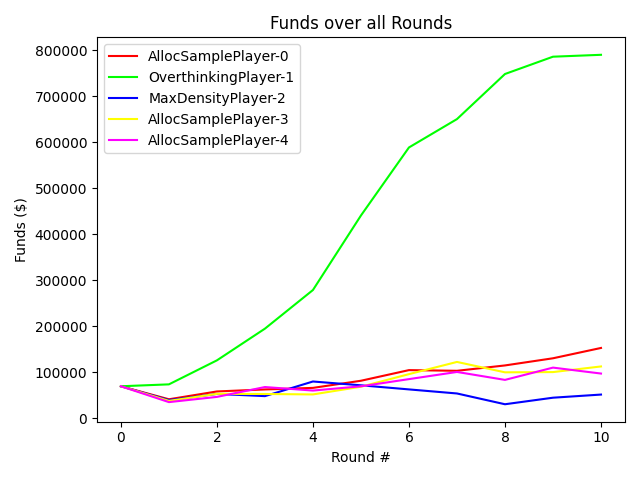 Funds over all Rounds
AllocSamplePlayer-0
OverthinkingPlayer-1
MaxDensityPlayer-2
AllocSamplePlayer-3
AllocSamplePlayer-4
Funds ($)
800000
700000
600000
500000
400000
300000
200000
100000
0
0 2 4 6 8 10
Round #